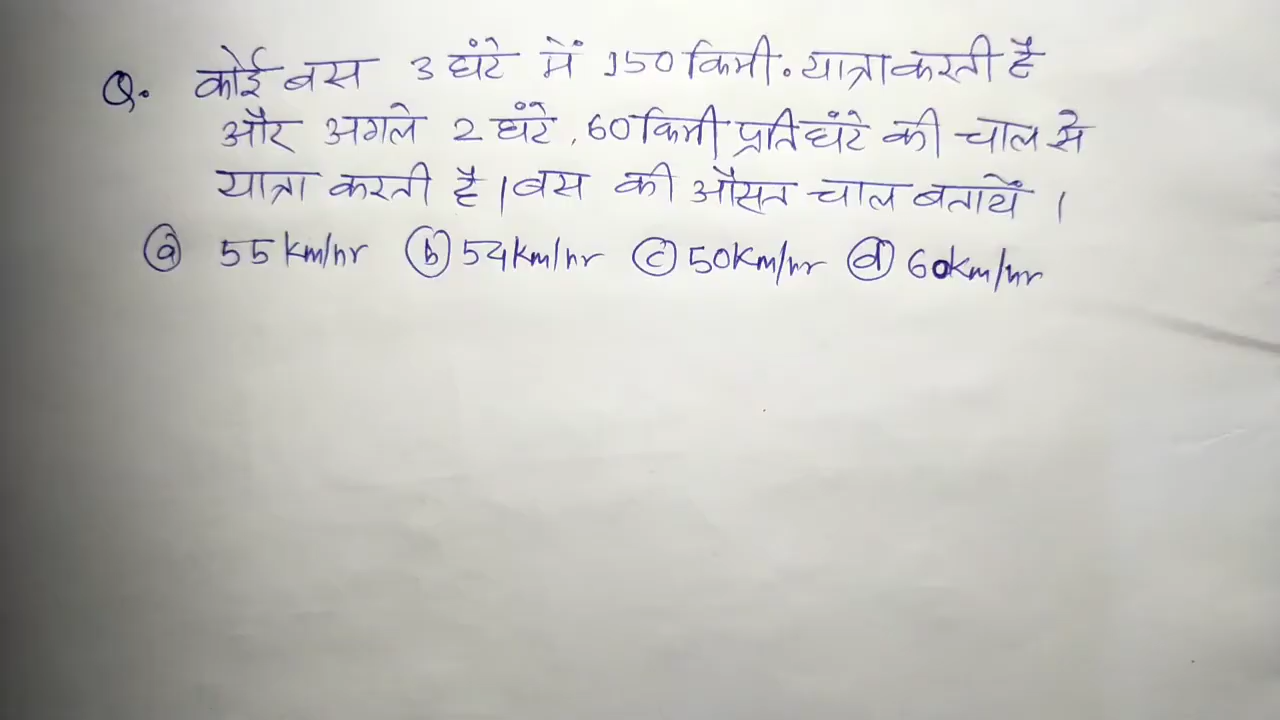 Q. कोई बस 3 घंटे में 150 किमी. यात्रा करती है
और अगले 2 घंटे, 60 किमी प्रति घंटे की चाल से
यात्रा करती है। बस की औसत चाल बतायें ।
(a) 55 km/hr (b) 54 km/hr (c) 50 km/hr (d) 60 km/hr